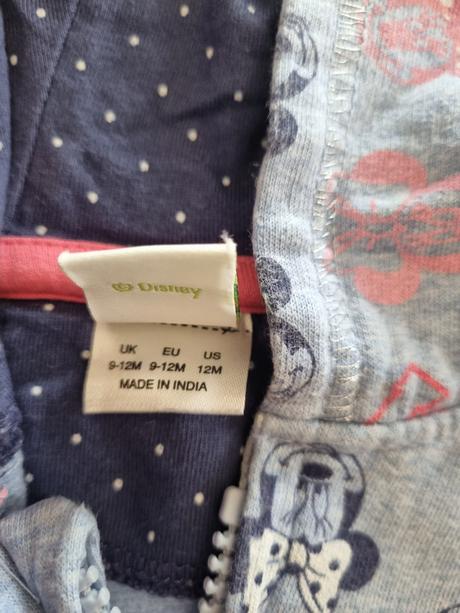 © Disney
UK EU US
9-12M 9-12M 12M
MADE IN INDIA